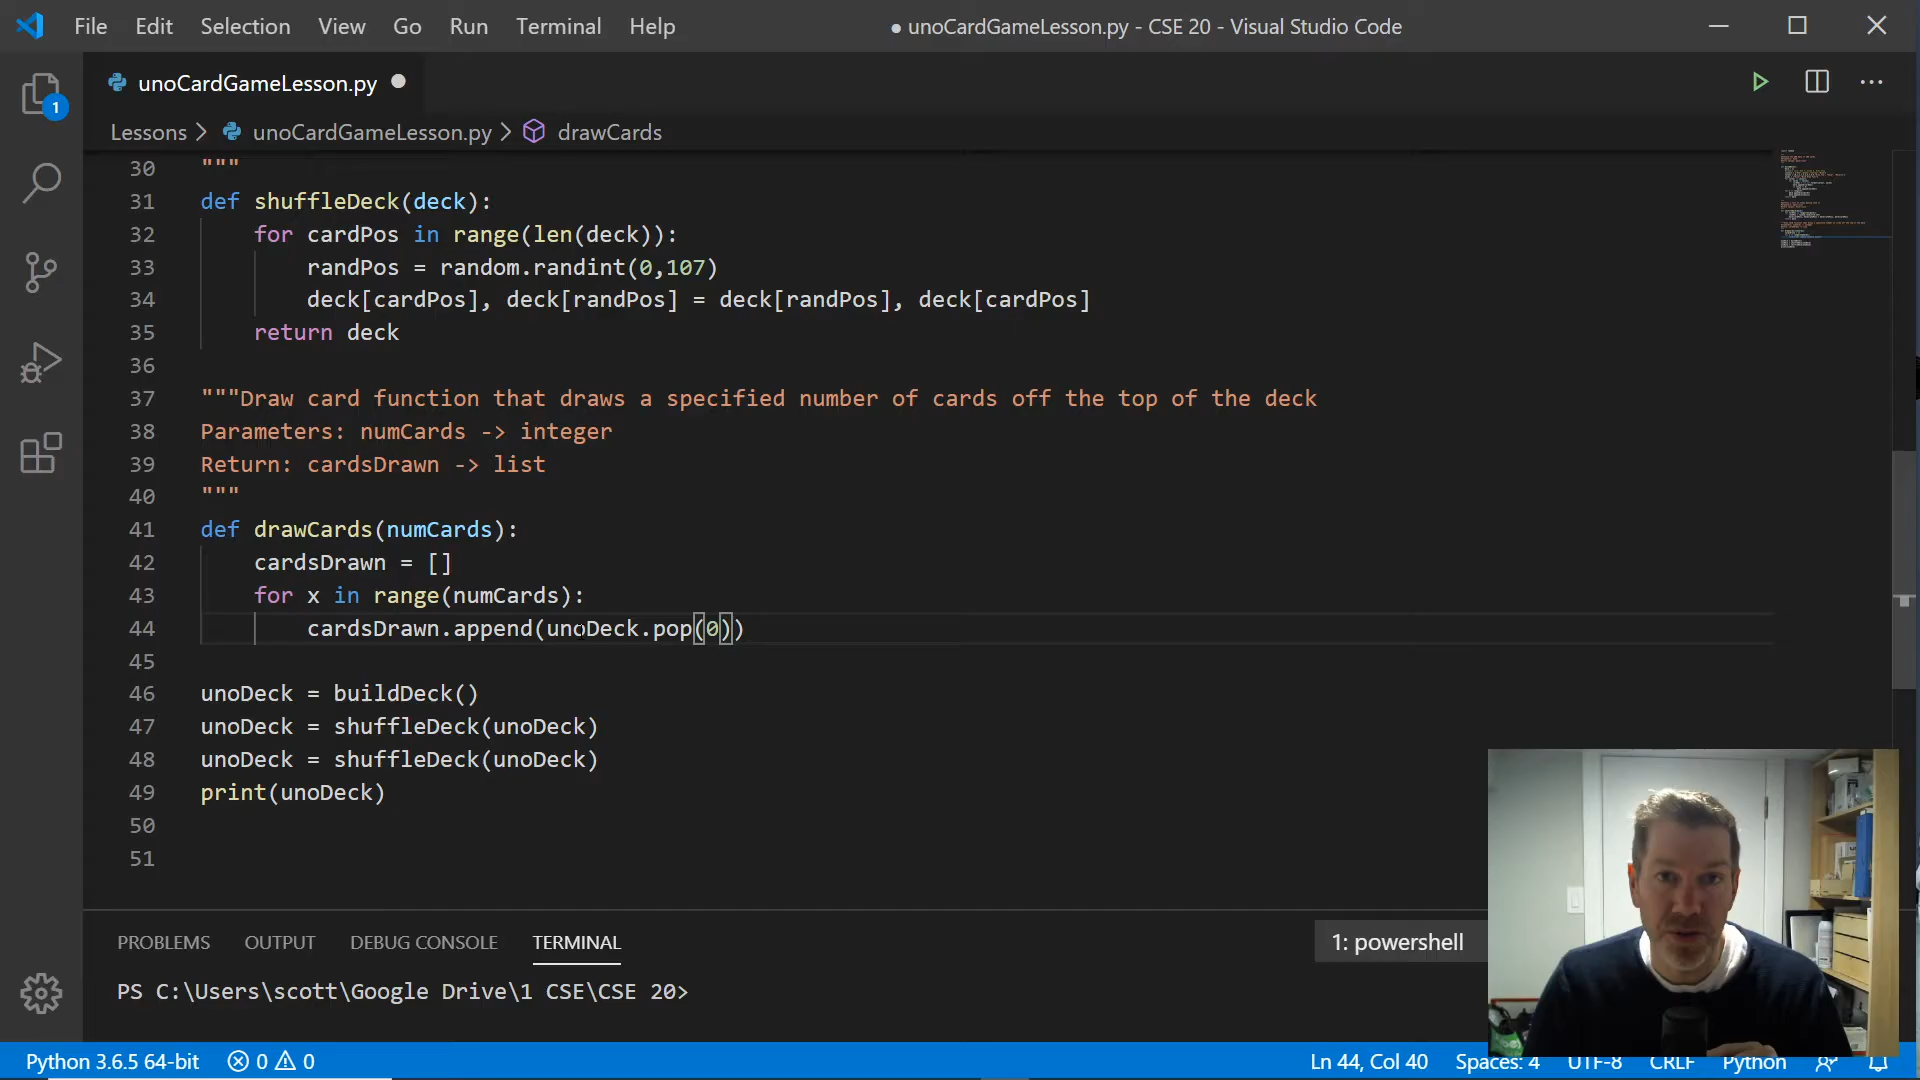 File Edit Selection View Go Run Terminal Help ● unoCardGameLesson.py - CSE 20 - Visual Studio Code
unoCardGameLesson.py
Lessons > unoCardGameLesson.py > drawCards
1
30 """
31 def shuffleDeck(deck):
32 for cardPos in range(len(deck)):
33 randPos = random.randint(0,107)
34 deck[cardPos], deck[randPos] = deck[randPos], deck[cardPos]
35 return deck
36
37 """Draw card function that draws a specified number of cards off the top of the deck
38 Parameters: numCards -> integer
39 Return: cardsDrawn -> list
40 """
41 def drawCards(numCards):
42 cardsDrawn = []
43 for x in range(numCards):
44 cardsDrawn.append(unoDeck.pop(0))
45
46 unoDeck = buildDeck()
47 unoDeck = shuffleDeck(unoDeck)
48 unoDeck = shuffleDeck(unoDeck)
49 print(unoDeck)
50
51
PROBLEMS OUTPUT DEBUG CONSOLE TERMINAL 1: powershell
PS C:\Users\scott\Google Drive\1 CSE\CSE 20>
Python 3.6.5 64-bit 0 0 Ln 44, Col 40 Spaces: 4 UTF-8 CRLF Python